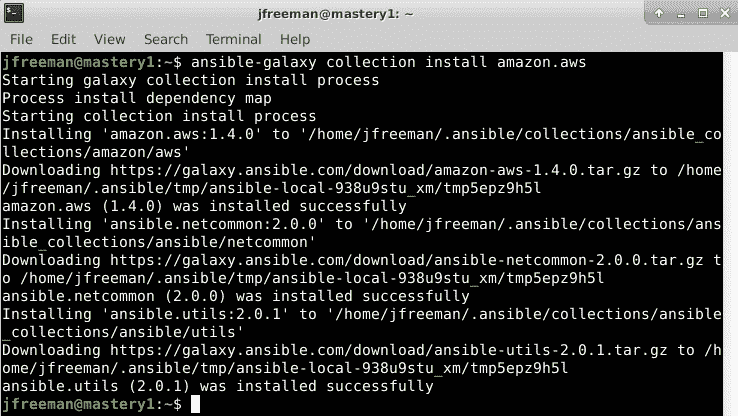 jfreeman@mastery1: ~
File Edit View Search Terminal Help
jfreeman@mastery1:~$ ansible-galaxy collection install amazon.aws
Starting galaxy collection install process
Process install dependency map
Starting collection install process
Installing 'amazon.aws:1.4.0' to '/home/jfreeman/.ansible/collections/ansible_co
llections/amazon/aws'
Downloading https://galaxy.ansible.com/download/amazon-aws-1.4.0.tar.gz to /home
/jfreeman/.ansible/tmp/ansible-local-938u9stu_xm/tmp5epz9h5l
amazon.aws (1.4.0) was installed successfully
Installing 'ansible.netcommon:2.0.0' to '/home/jfreeman/.ansible/collections/ans
ible_collections/ansible/netcommon'
Downloading https://galaxy.ansible.com/download/ansible-netcommon-2.0.0.tar.gz t
o /home/jfreeman/.ansible/tmp/ansible-local-938u9stu_xm/tmp5epz9h5l
ansible.netcommon (2.0.0) was installed successfully
Installing 'ansible.utils:2.0.1' to '/home/jfreeman/.ansible/collections/ansible
_collections/ansible/utils'
Downloading https://galaxy.ansible.com/download/ansible-utils-2.0.1.tar.gz to /h
ome/jfreeman/.ansible/tmp/ansible-local-938u9stu_xm/tmp5epz9h5l
ansible.utils (2.0.1) was installed successfully
jfreeman@mastery1:~$